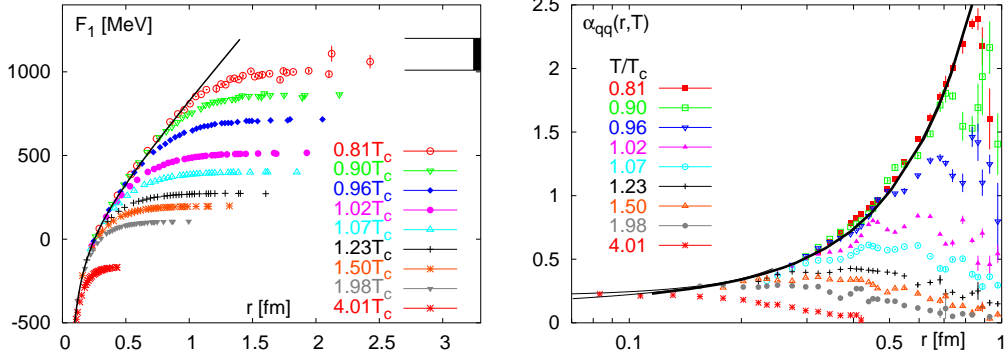 F1 [MeV]
1000
500
0
-500
0
0.5
1
1.5
2
2.5
3
r [fm]
0.81Tc
0.90Tc
0.96Tc
1.02Tc
1.07Tc
1.23Tc
1.50Tc
1.98Tc
4.01Tc
αqq(r,T)
2.5
2
1.5
1
0.5
0
0.1
0.2
0.5
1
r [fm]
T/Tc
0.81
0.90
0.96
1.02
1.07
1.23
1.50
1.98
4.01